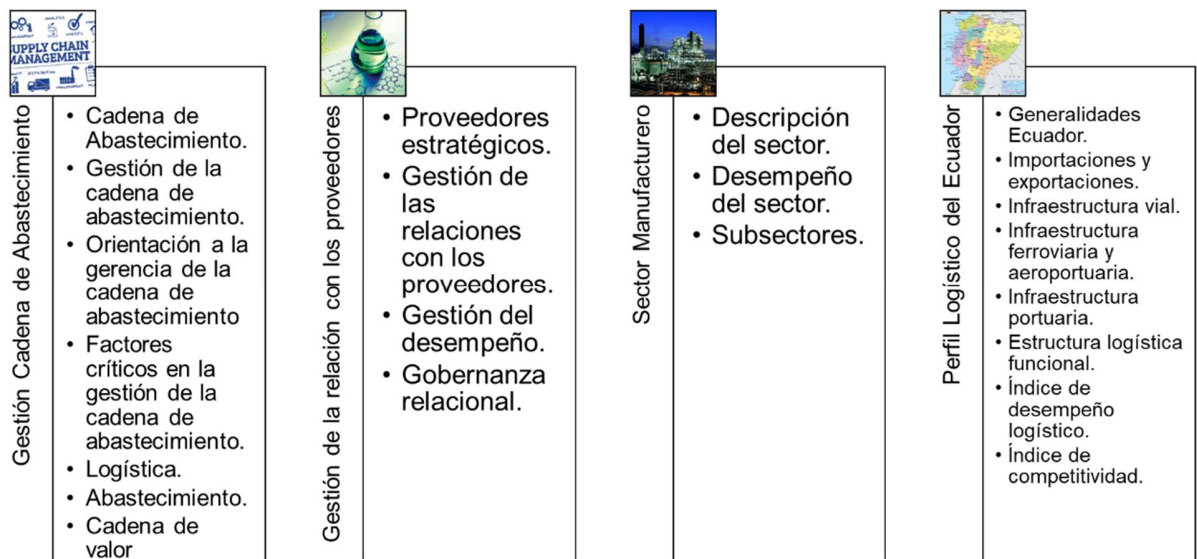 SUPPLY CHAIN
MANAGEMENT
Gestión Cadena de Abastecimiento
• Cadena de
Abastecimiento.
• Gestión de la
cadena de
abastecimiento.
• Orientación a la
gerencia de la
cadena de
abastecimiento
• Factores
críticos en la
gestión de la
cadena de
abastecimiento.
• Logística.
• Abastecimiento.
• Cadena de
valor
Gestión de la relación con los proveedores
• Proveedores
estratégicos.
• Gestión de
las
relaciones
con los
proveedores.
• Gestión del
desempeño.
• Gobernanza
relacional.
Sector Manufacturero
• Descripción
del sector.
• Desempeño
del sector.
• Subsectores.
Perfil Logístico del Ecuador
• Generalidades
Ecuador.
• Importaciones y
exportaciones.
• Infraestructura vial.
• Infraestructura
ferroviaria y
aeroportuaria.
• Infraestructura
portuaria.
• Estructura logística
funcional.
• Índice de
desempeño
logístico.
• Índice de
competitividad.